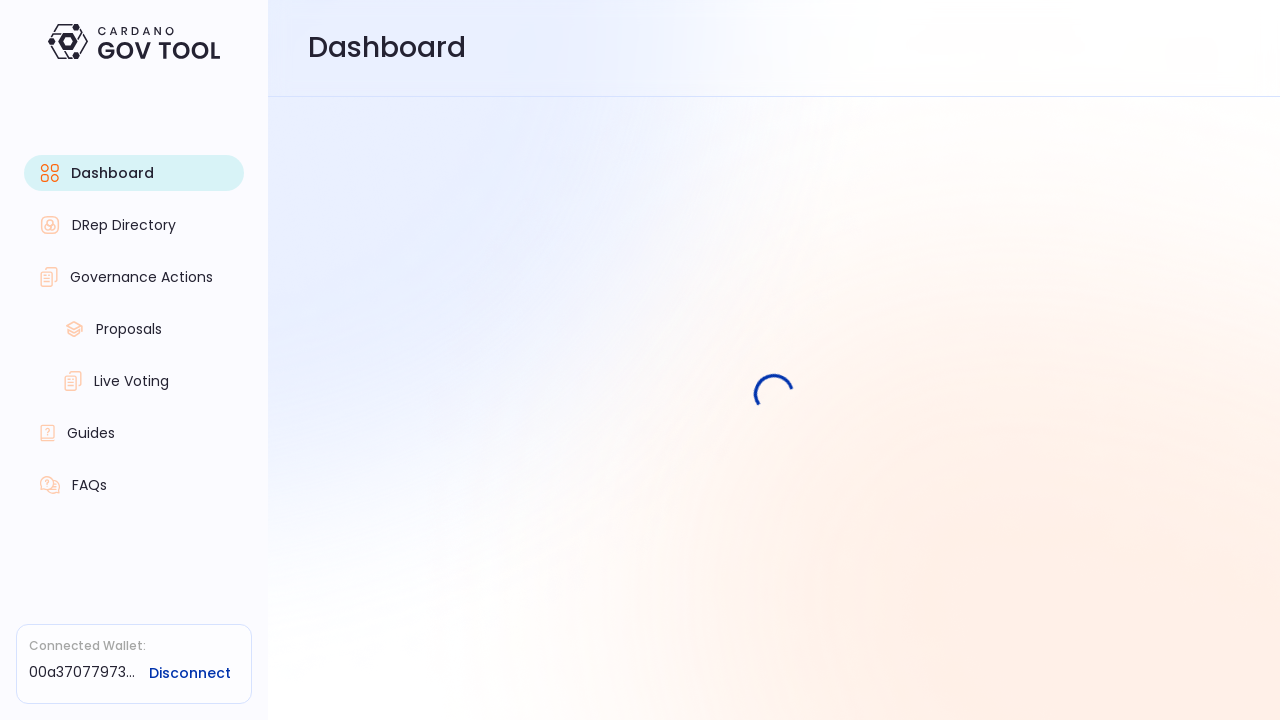 CARDANO
GOV TOOL
Dashboard
Dashboard
DRep Directory
Governance Actions
Proposals
Live Voting
Guides
FAQs
Connected Wallet:
00a37077973... Disconnect